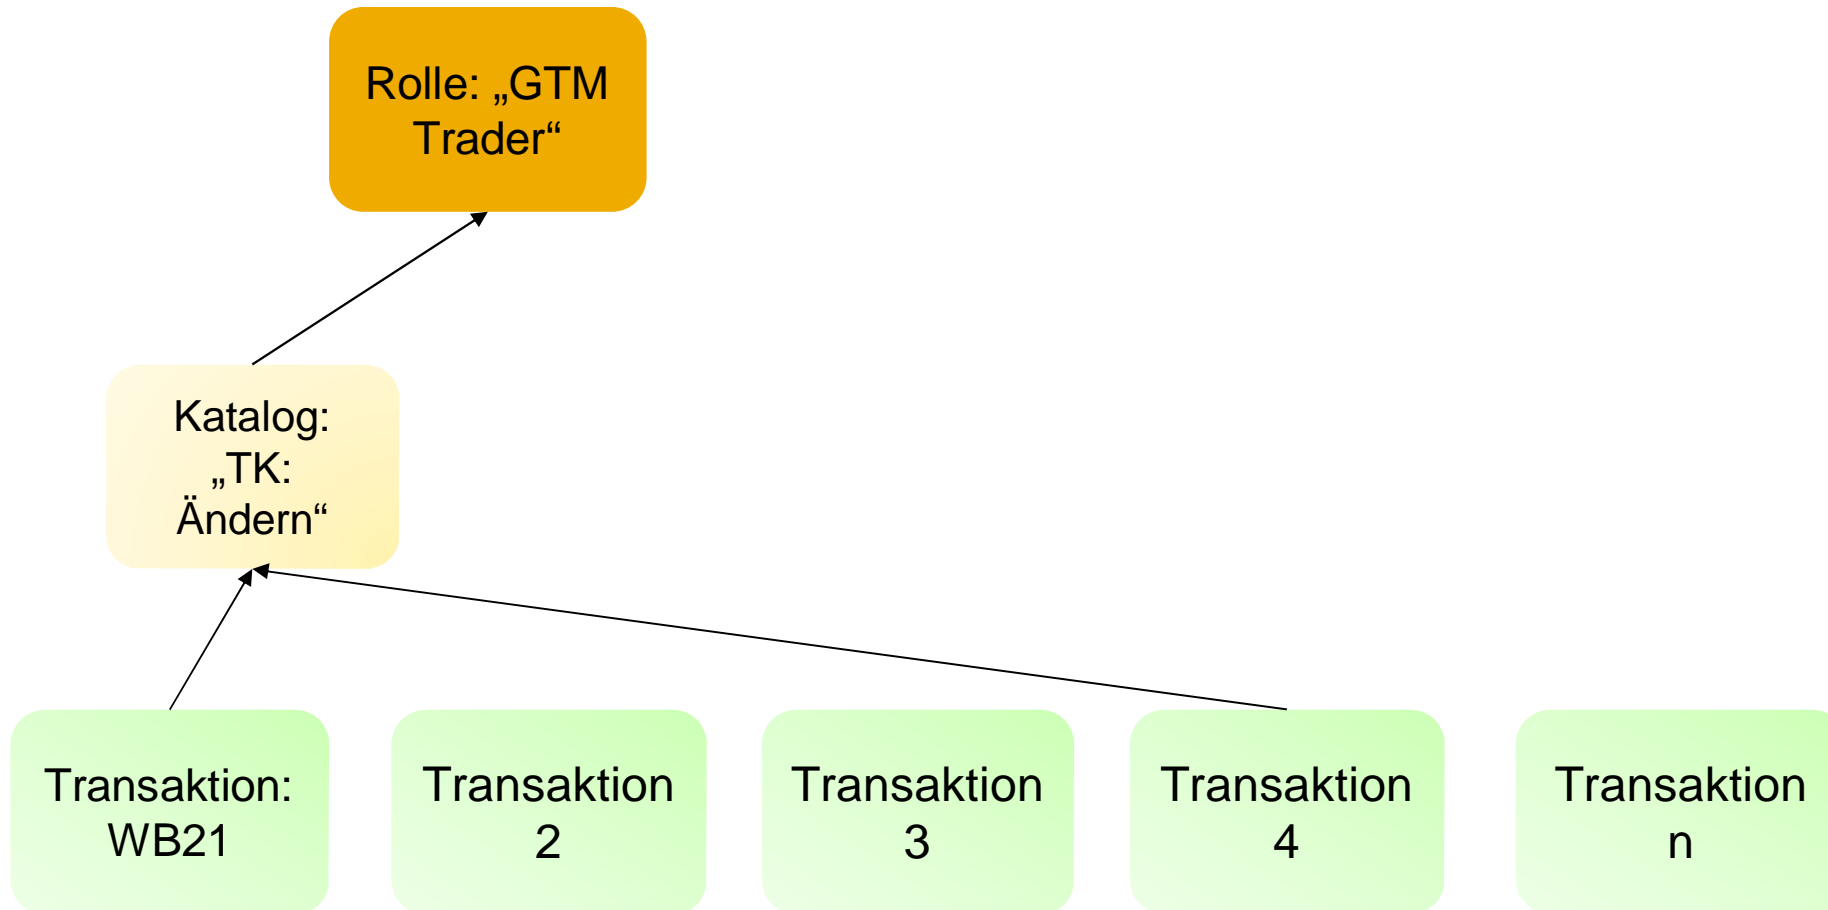 Rolle: „GTM
Trader“
Katalog:
„TK:
Ändern“
Transaktion:
WB21
Transaktion
2
Transaktion
3
Transaktion
4
Transaktion
n